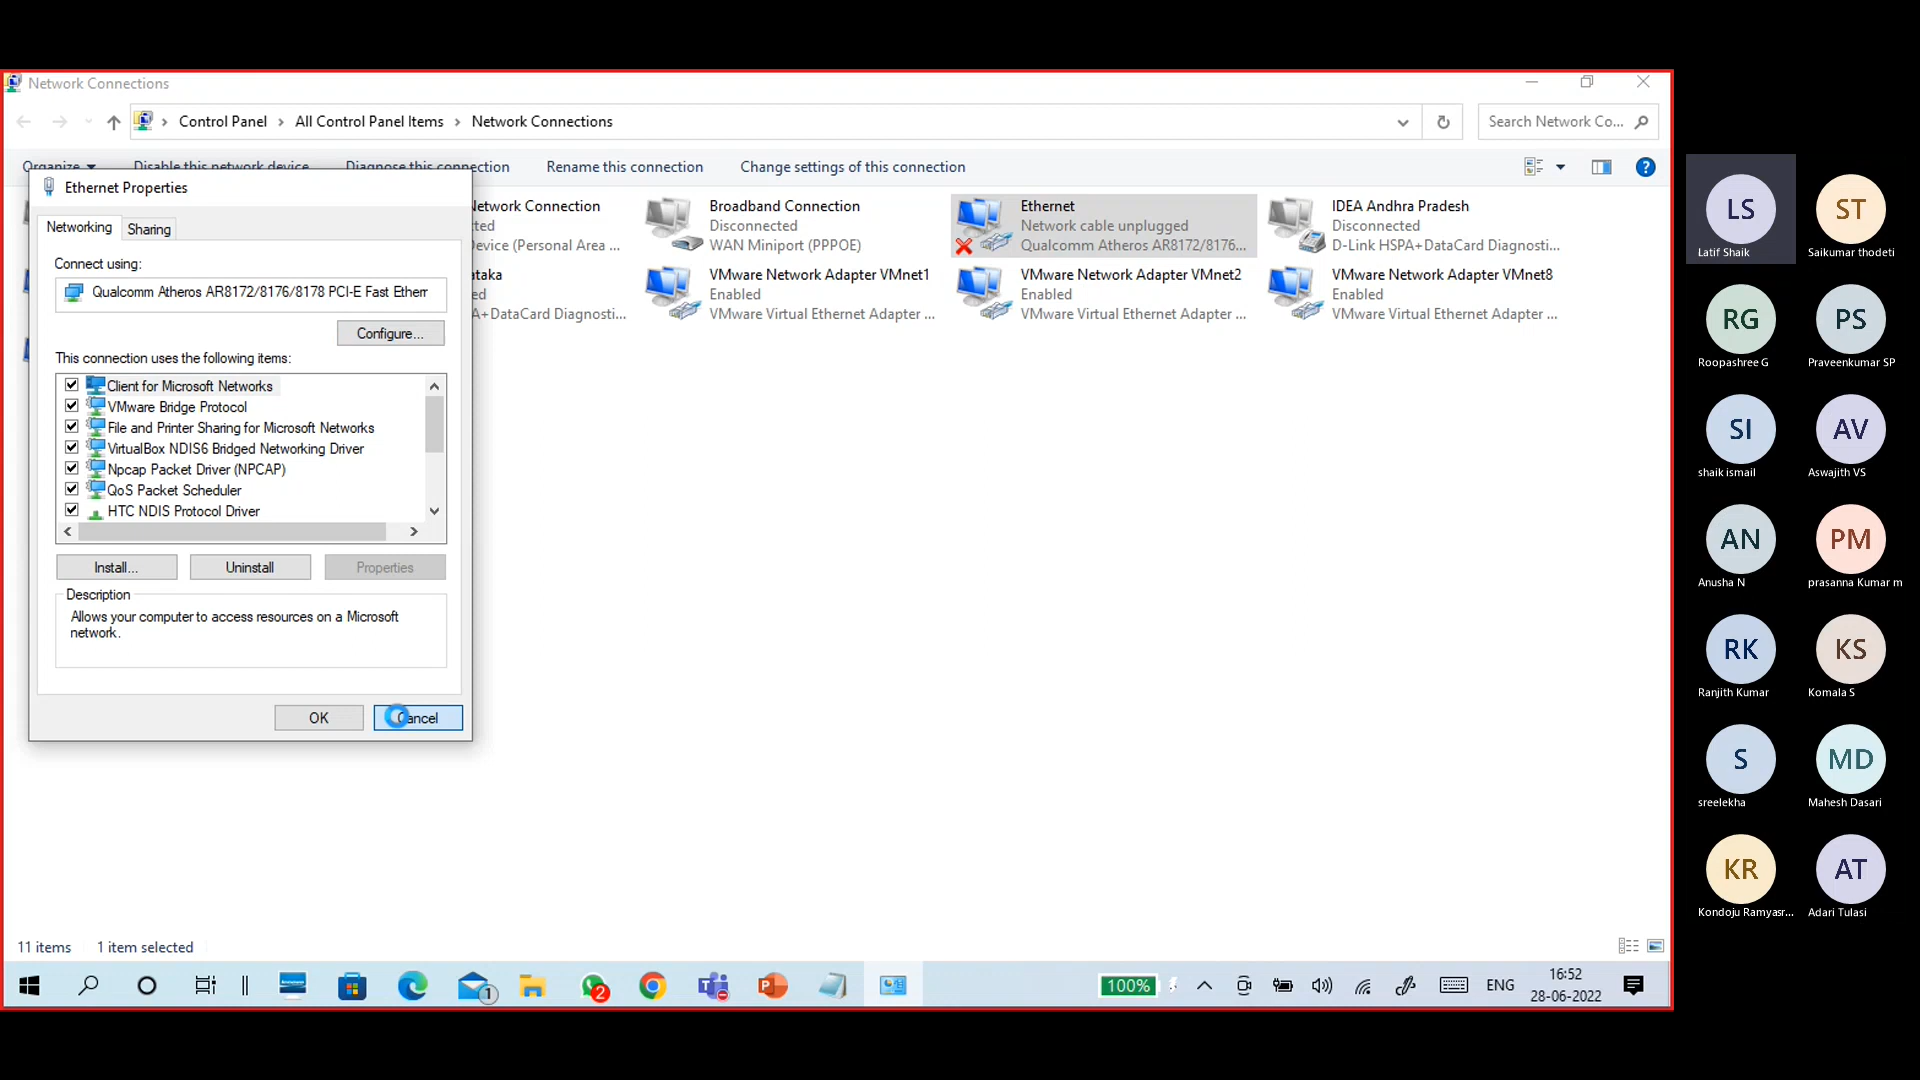 Network Connections
Control Panel > All Control Panel Items > Network Connections
Search Network Co...
Organize Disable this network device Diagnose this connection Rename this connection Change settings of this connection
Ethernet Properties
Networking
Sharing
Connect using:
Qualcomm Atheros AR8172/8176/8178 PCI-E Fast Ethern
Configure...
This connection uses the following items:
Client for Microsoft Networks
VMware Bridge Protocol
File and Printer Sharing for Microsoft Networks
VirtualBox NDIS6 Bridged Networking Driver
Npcap Packet Driver (NPCAP)
QoS Packet Scheduler
HTC NDIS Protocol Driver
Install...
Uninstall
Properties
Description
Allows your computer to access resources on a Microsoft
network.
OK
Cancel
Network Connection
Device (Personal Area ...
A+DataCard Diagnosti...
Broadband Connection
Disconnected
WAN Miniport (PPPOE)
Ethernet
Network cable unplugged
Qualcomm Atheros AR8172/8176...
IDEA Andhra Pradesh
Disconnected
D-Link HSPA+DataCard Diagnosti...
VMware Network Adapter VMnet1
Enabled
VMware Virtual Ethernet Adapter ...
VMware Network Adapter VMnet2
Enabled
VMware Virtual Ethernet Adapter ...
VMware Network Adapter VMnet8
Enabled
VMware Virtual Ethernet Adapter ...
11 items 1 item selected
1
2
100%
ENG
16:52
28-06-2022
LS
Latif Shaik
ST
Saikumar thodeti
RG
Roopashree G
PS
Praveenkumar SP
SI
shaik ismail
AV
Aswajith VS
AN
Anusha N
PM
prasanna Kumar m
RK
Ranjith Kumar
KS
Komala S
S
sreelekha
MD
Mahesh Dasari
KR
Kondoju Ramyasr...
AT
Adari Tulasi